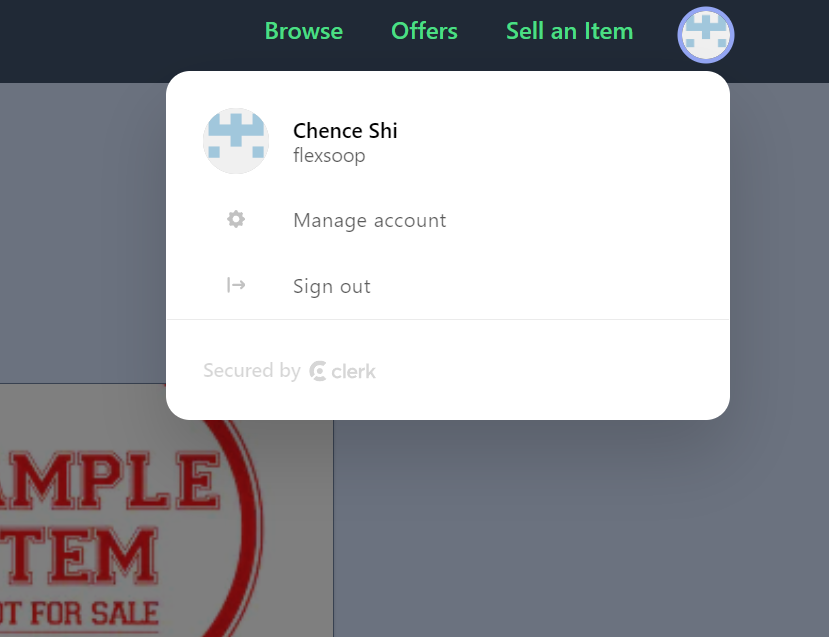 Browse Offers Sell an Item
Chence Shi
flexsoop
Manage account
Sign out
Secured by clerk
AMPLE
TEM
OT FOR SALE